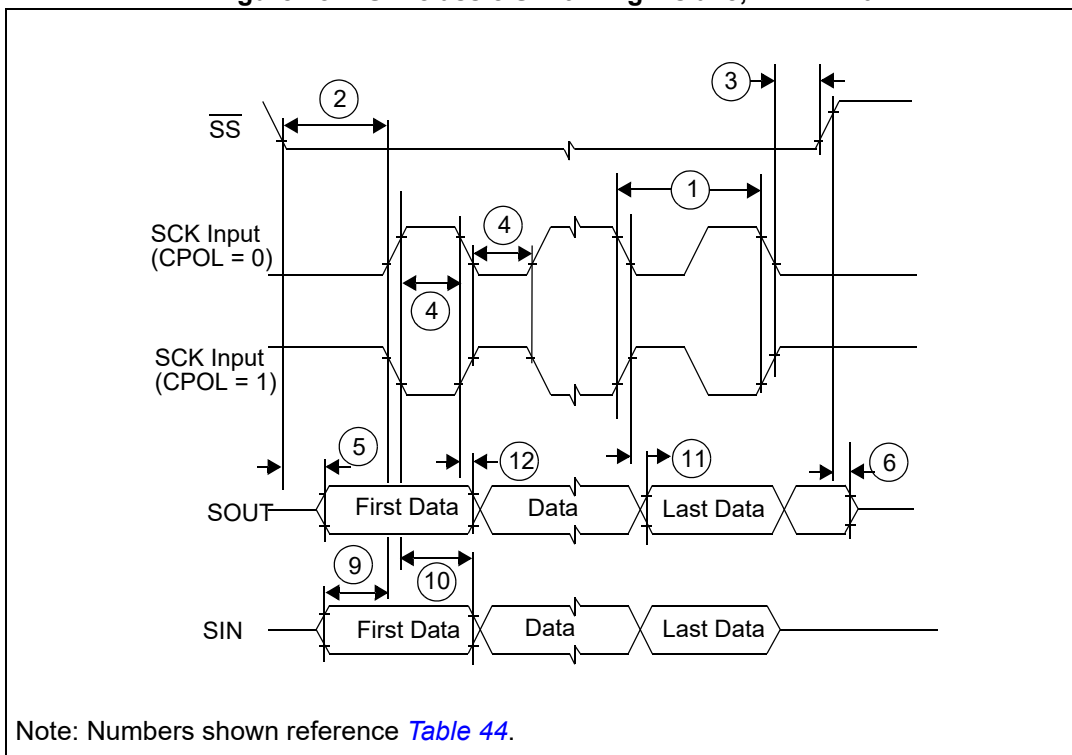 2
3
SS
1
SCK Input
(CPOL = 0)
4
4
SCK Input
(CPOL = 1)
5
12
11
6
SOUT
First Data
Data
Last Data
9
10
SIN
First Data
Data
Last Data
Note: Numbers shown reference Table 44.